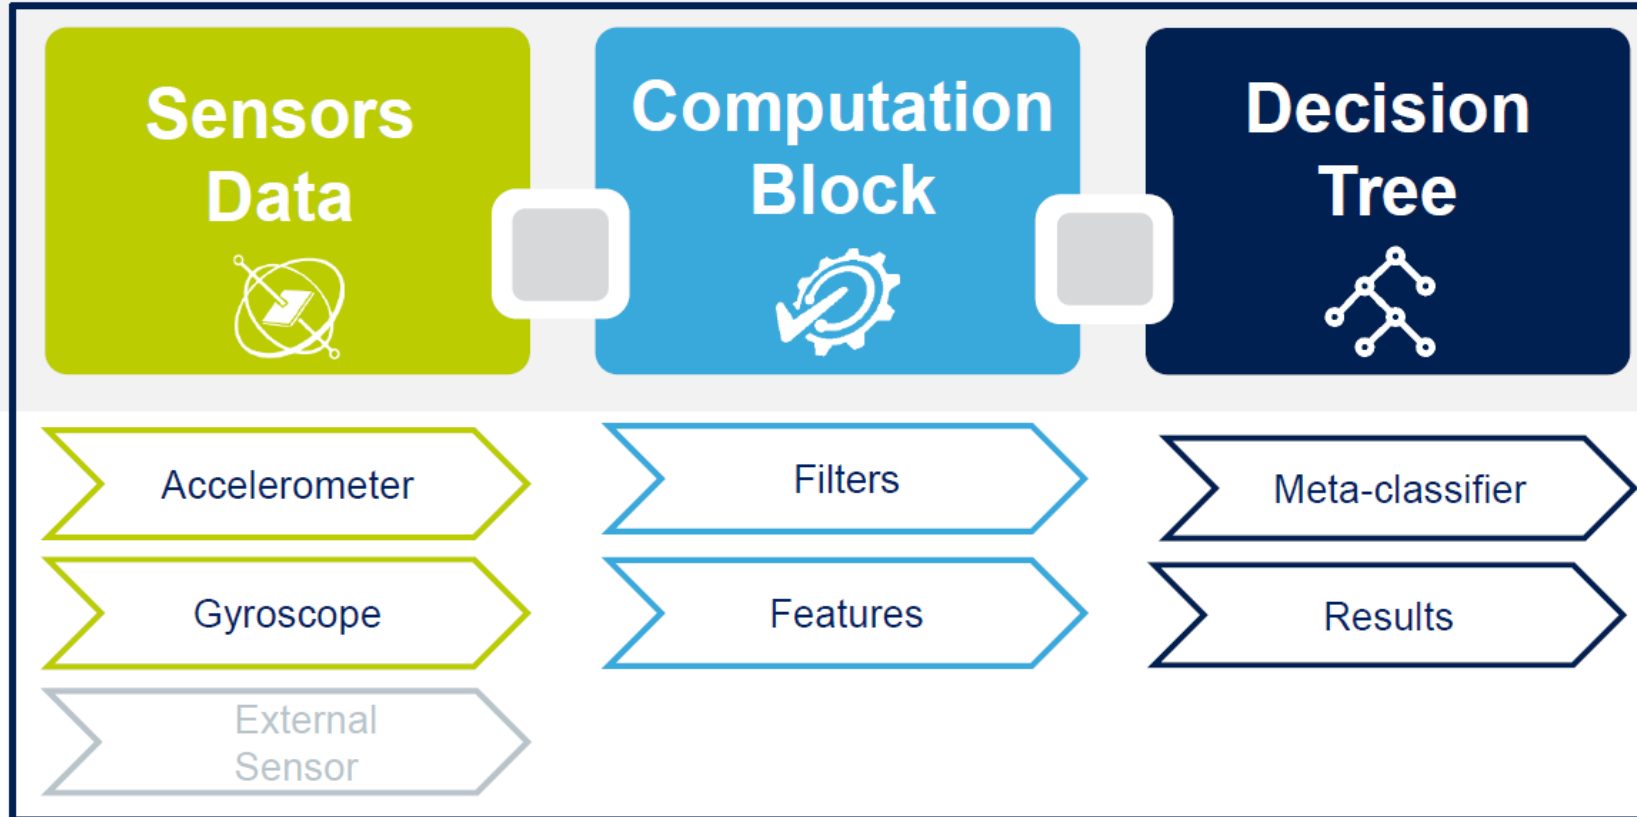 Sensors
Data
Computation
Block
Decision
Tree
Accelerometer
Filters
Meta-classifier
Gyroscope
Features
Results
External
Sensor